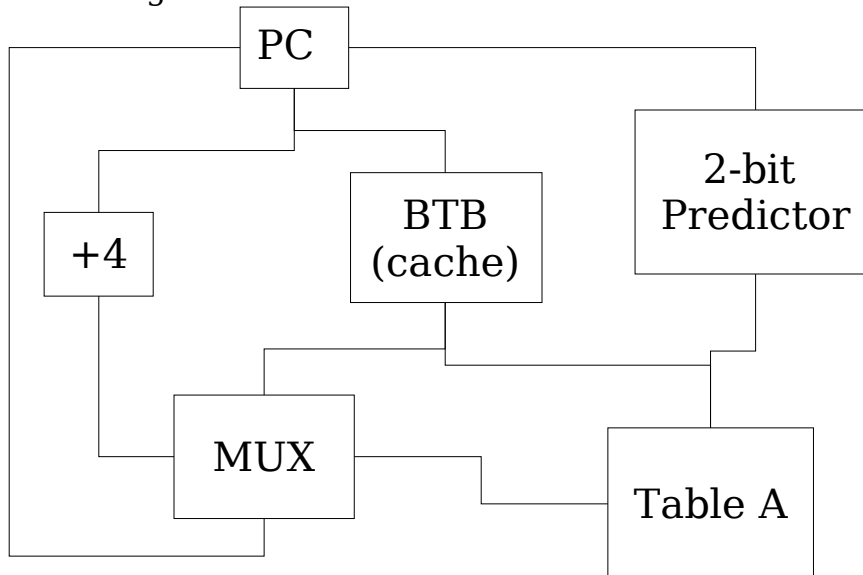 PC
2-bit
Predictor
BTB
(cache)
+4
MUX
Table A